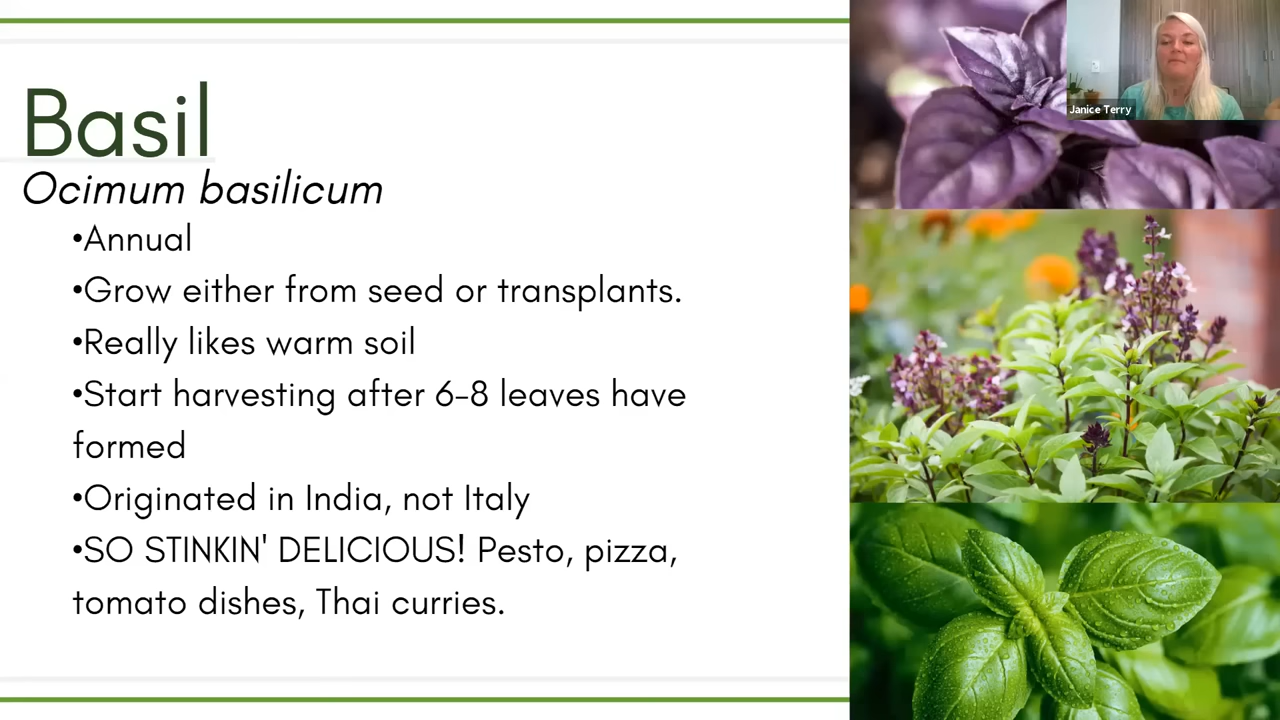 Basil
Ocimum basilicum
•Annual
•Grow either from seed or transplants.
•Really likes warm soil
•Start harvesting after 6-8 leaves have
formed
•Originated in India, not Italy
•SO STINKIN' DELICIOUS! Pesto, pizza,
tomato dishes, Thai curries.
Janice Terry